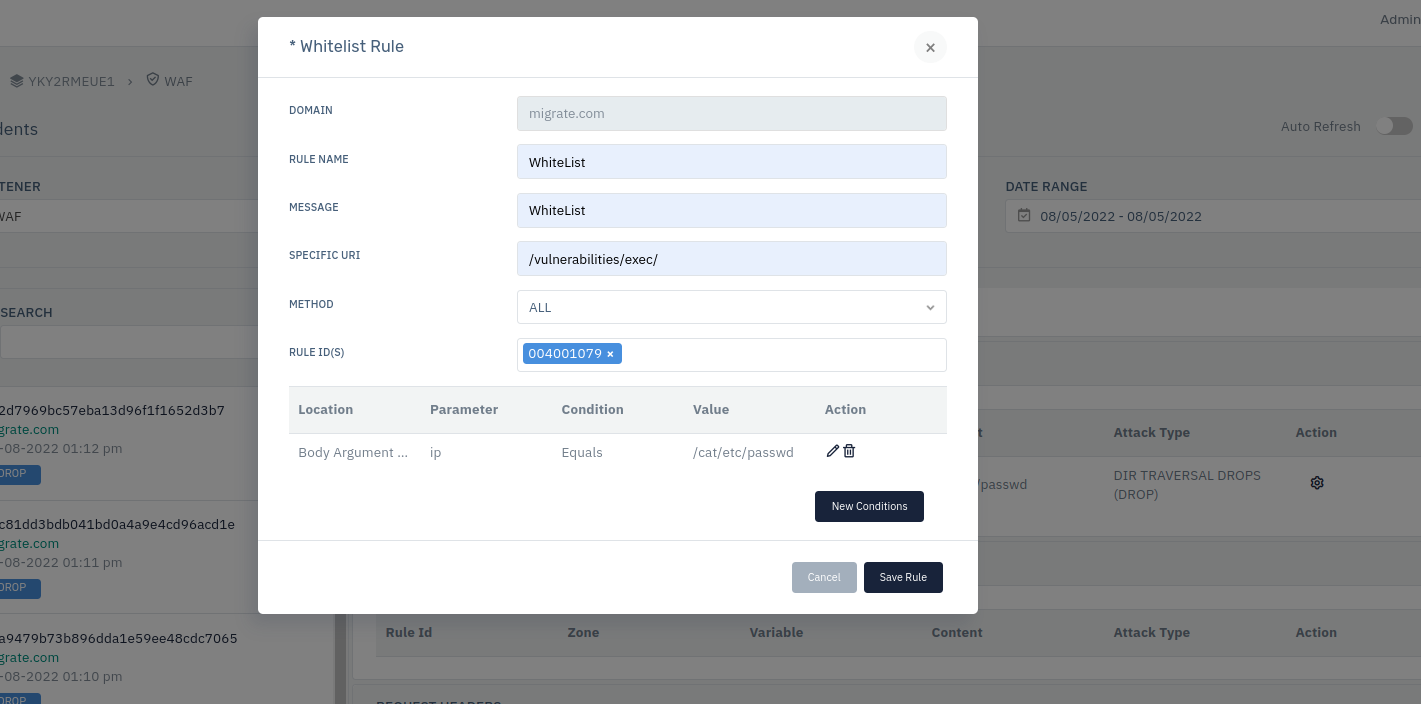 Admin
* Whitelist Rule
×
YKY2RMEUE1 › WAF
DOMAIN
migrate.com
dents
Auto Refresh
RULE NAME
WhiteList
TENER
DATE RANGE
MESSAGE
WhiteList
WAF
08/05/2022 - 08/05/2022
SPECIFIC URI
/vulnerabilities/exec/
METHOD
ALL
SEARCH
RULE ID(S)
004001079 ×
Location Parameter Condition Value Action
Body Argument ... ip Equals /cat/etc/passwd
New Conditions
Cancel
Save Rule
2d7969bc57eba13d96f1f1652d3b7
grate.com
-08-2022 01:12 pm
DROP
t Attack Type Action
/passwd DIR TRAVERSAL DROPS
(DROP)
c81dd3bdb041bd0a4a9e4cd96acd1e
grate.com
-08-2022 01:11 pm
DROP
a9479b73b896dda1e59ee48cdc7065
grate.com
-08-2022 01:10 pm
DROP
Rule Id Zone Variable Content Attack Type Action
REQUEST HEADERS